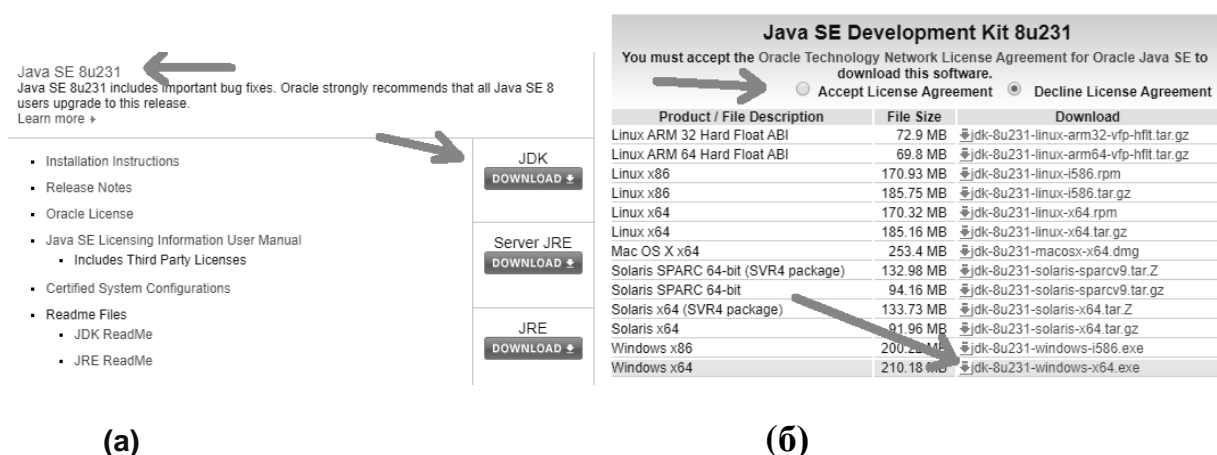 Java SE 8u231
Java SE 8u231 includes important bug fixes. Oracle strongly recommends that all Java SE 8
users upgrade to this release.
Learn more
Installation Instructions
Release Notes
Oracle License
Java SE Licensing Information User Manual
Includes Third Party Licenses
Certified System Configurations
Readme Files
JDK ReadMe
JRE ReadMe
JDK
DOWNLOAD
Server JRE
DOWNLOAD
JRE
DOWNLOAD
(а)
Java SE Development Kit 8u231
You must accept the Oracle Technology Network License Agreement for Oracle Java SE to
download this software.
Accept License Agreement Decline License Agreement
Product / File Description File Size Download
Linux ARM 32 Hard Float ABI 72.9 MB jdk-8u231-linux-arm32-vfp-hflt.tar.gz
Linux ARM 64 Hard Float ABI 69.8 MB jdk-8u231-linux-arm64-vfp-hflt.tar.gz
Linux x86 170.93 MB jdk-8u231-linux-i586.rpm
Linux x86 185.75 MB jdk-8u231-linux-i586.tar.gz
Linux x64 170.32 MB jdk-8u231-linux-x64.rpm
Linux x64 185.16 MB jdk-8u231-linux-x64.tar.gz
Mac OS X x64 253.4 MB jdk-8u231-macosx-x64.dmg
Solaris SPARC 64-bit (SVR4 package) 132.98 MB jdk-8u231-solaris-sparcv9.tar.Z
Solaris SPARC 64-bit 94.16 MB jdk-8u231-solaris-sparcv9.tar.gz
Solaris x64 (SVR4 package) 133.73 MB jdk-8u231-solaris-x64.tar.Z
Solaris x64 91.96 MB jdk-8u231-solaris-x64.tar.gz
Windows x86 MB jdk-8u231-windows-i586.exe
Windows x64 210.18 MB jdk-8u231-windows-x64.exe
(б)